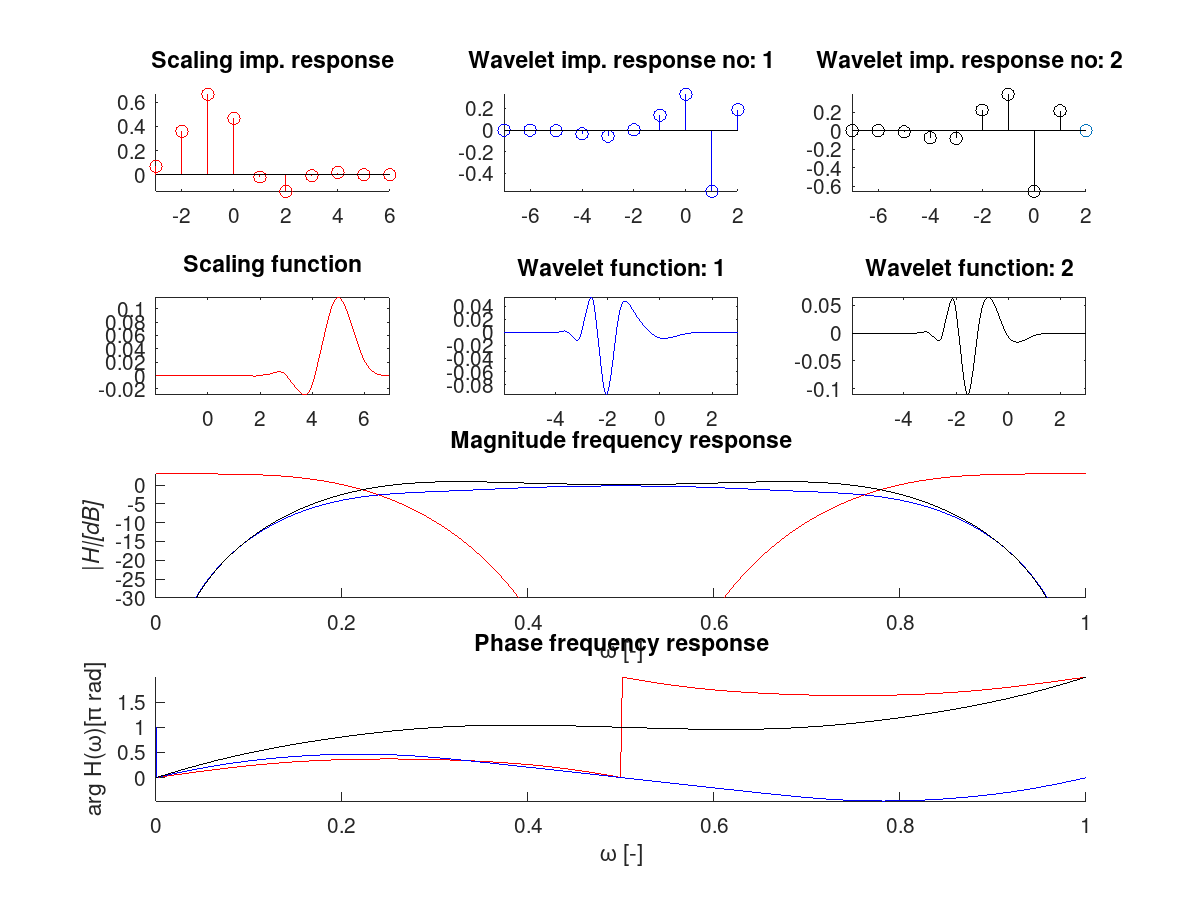 Scaling imp. response
Wavelet imp. response no: 1
Wavelet imp. response no: 2
0.6
0.4
0.2
0
-2 0 2 4 6
0.2
0
-0.2
-0.4
-6 -4 -2 0 2
0.2
0
-0.2
-0.4
-0.6
-6 -4 -2 0 2
Scaling function
Wavelet function: 1
Wavelet function: 2
0.1
0.08
0.06
0.04
0.02
0
-0.02
0 2 4 6
0.04
0.02
0
-0.02
-0.04
-0.06
-0.08
-4 -2 0 2
0.05
0
-0.05
-0.1
-4 -2 0 2
Magnitude frequency response
|H|[dB]
0
-5
-10
-15
-20
-25
-30
0 0.2 0.4 0.6 0.8 1
ω [-]
Phase frequency response
arg H(ω)[π rad]
1.5
1
0.5
0
0 0.2 0.4 0.6 0.8 1
ω [-]